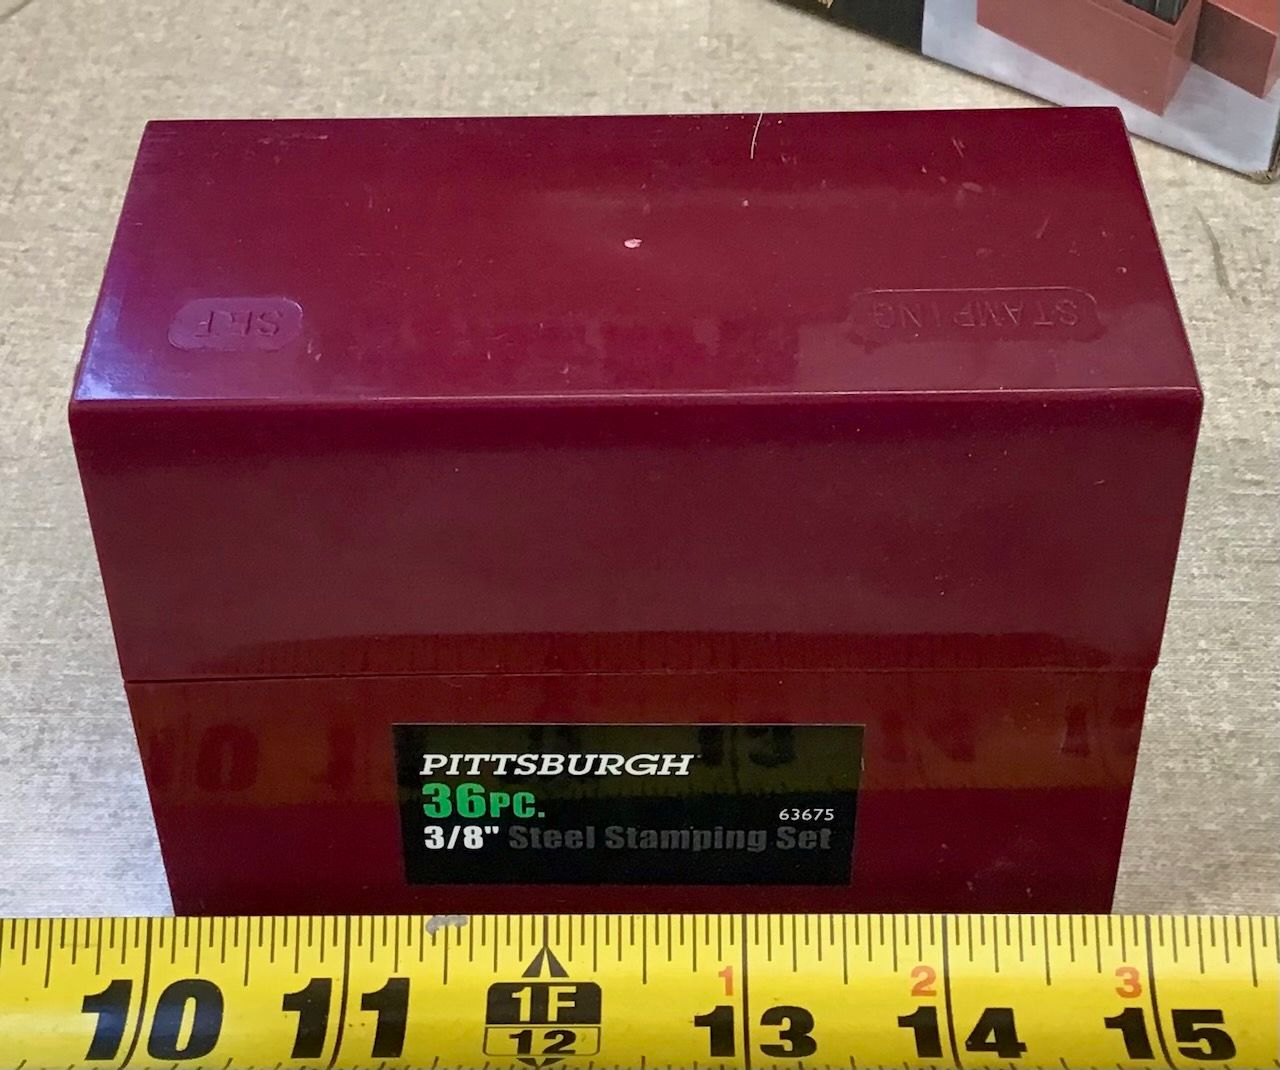 SET
STAMPING
PITTSBURGH
36PC.
63675
3/8" Steel Stamping Set
1 2 3
10 11 1F 13 14 15
12